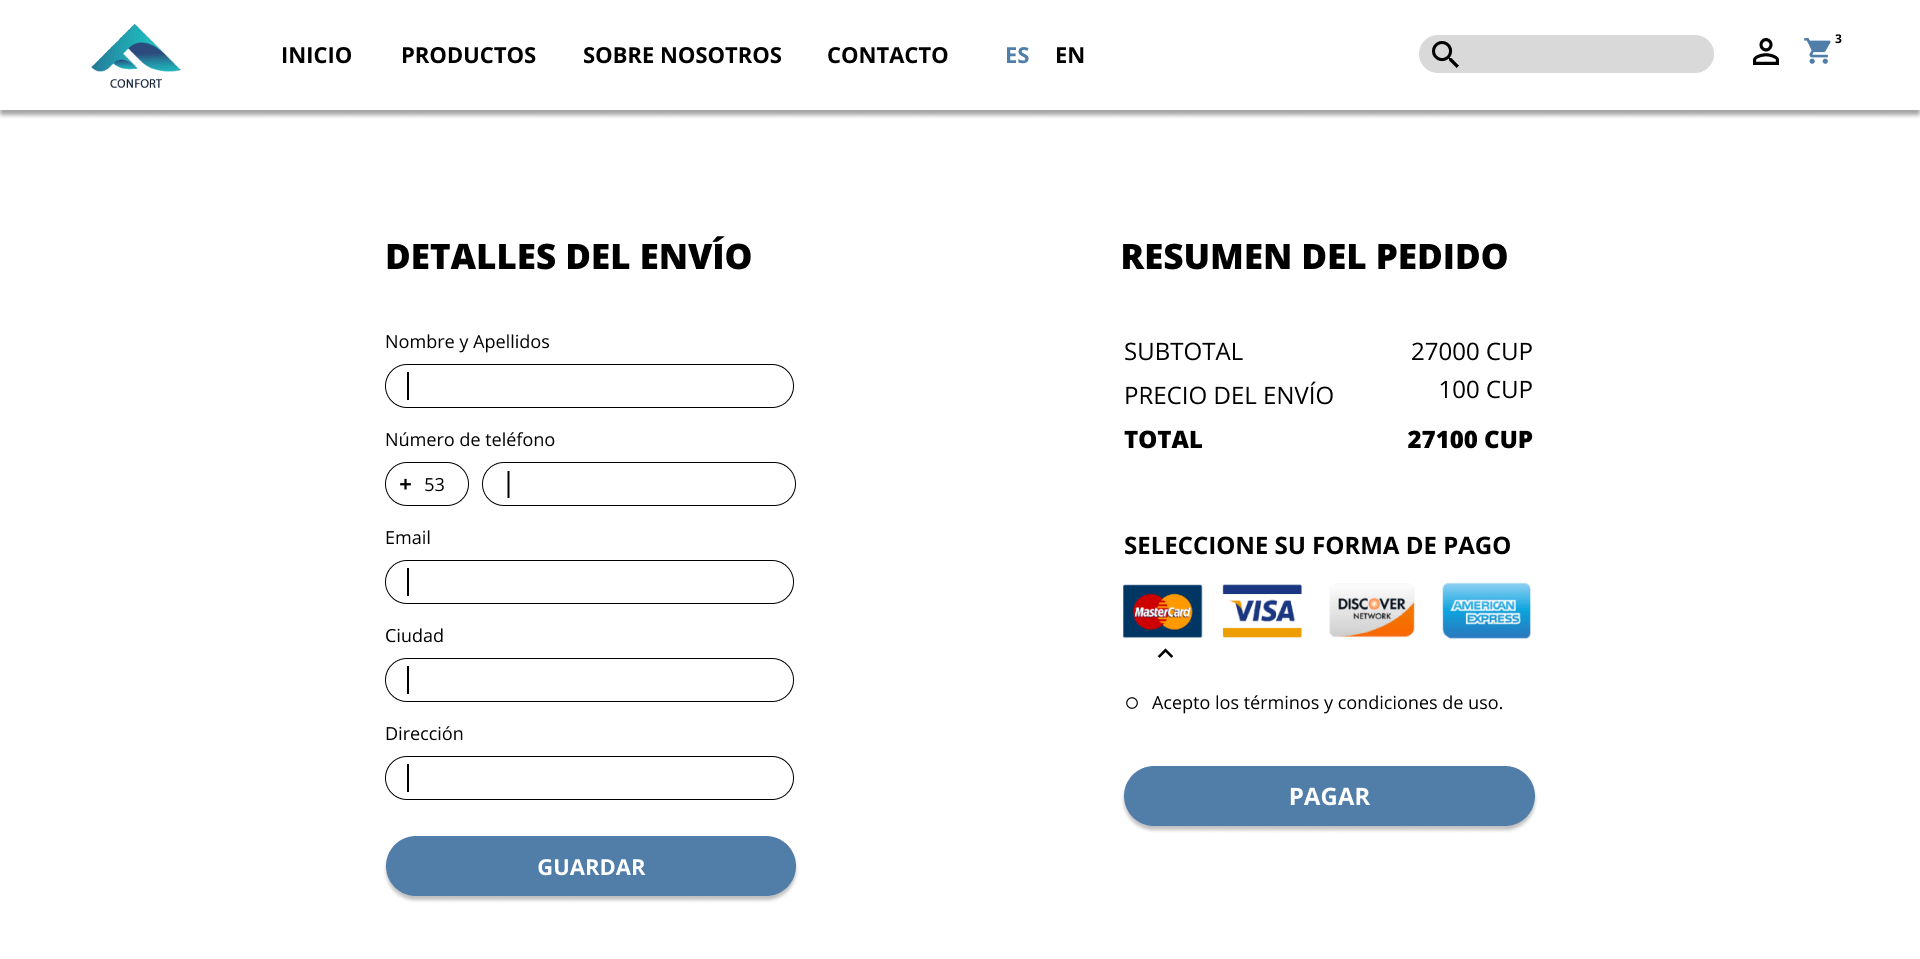 CONFORT
INICIO PRODUCTOS SOBRE NOSOTROS CONTACTO ES EN
3
DETALLES DEL ENVÍO
Nombre y Apellidos
Número de teléfono
+ 53
Email
Ciudad
Dirección
GUARDAR
RESUMEN DEL PEDIDO
SUBTOTAL 27000 CUP
PRECIO DEL ENVÍO 100 CUP
TOTAL 27100 CUP
SELECCIONE SU FORMA DE PAGO
MasterCard
VISA
DISCOVER
NETWORK
AMERICAN
EXPRESS
Acepto los términos y condiciones de uso.
PAGAR